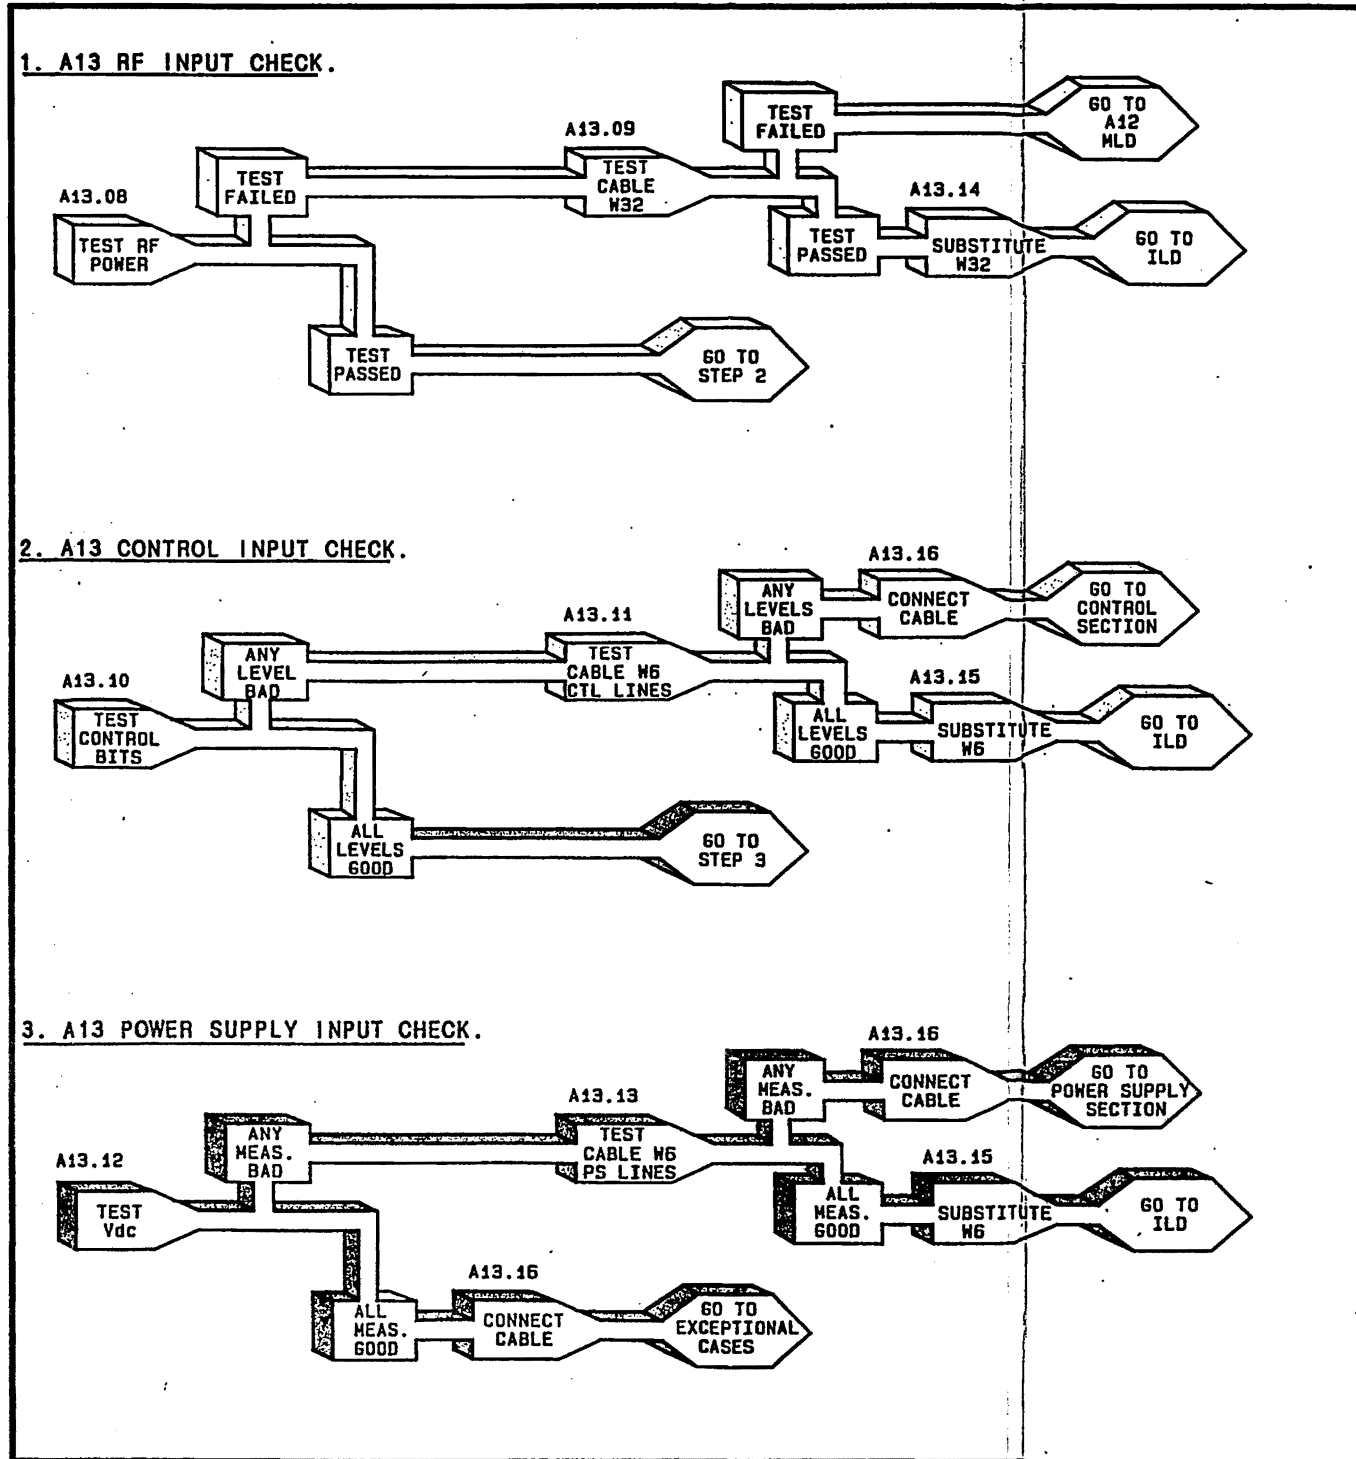 1. A13 RF INPUT CHECK.
A13.08
TEST RF
POWER
TEST
FAILED
TEST
PASSED
GO TO
STEP 2
A13.09
TEST
CABLE
W32
TEST
FAILED
GO TO
A12
MLD
TEST
PASSED
A13.14
SUBSTITUTE
W32
GO TO
ILD
2. A13 CONTROL INPUT CHECK.
A13.10
TEST
CONTROL
BITS
ANY
LEVEL
BAD
ALL
LEVELS
GOOD
GO TO
STEP 3
A13.11
TEST
CABLE W6
CTL LINES
ANY
LEVELS
BAD
A13.16
CONNECT
CABLE
GO TO
CONTROL
SECTION
ALL
LEVELS
GOOD
A13.15
SUBSTITUTE
W6
GO TO
ILD
3. A13 POWER SUPPLY INPUT CHECK.
A13.12
TEST
Vdc
ANY
MEAS.
BAD
ALL
MEAS.
GOOD
A13.16
CONNECT
CABLE
GO TO
EXCEPTIONAL
CASES
A13.13
TEST
CABLE W6
PS LINES
ANY
MEAS.
BAD
A13.16
CONNECT
CABLE
GO TO
POWER SUPPLY
SECTION
ALL
MEAS.
GOOD
A13.15
SUBSTITUTE
W6
GO TO
ILD